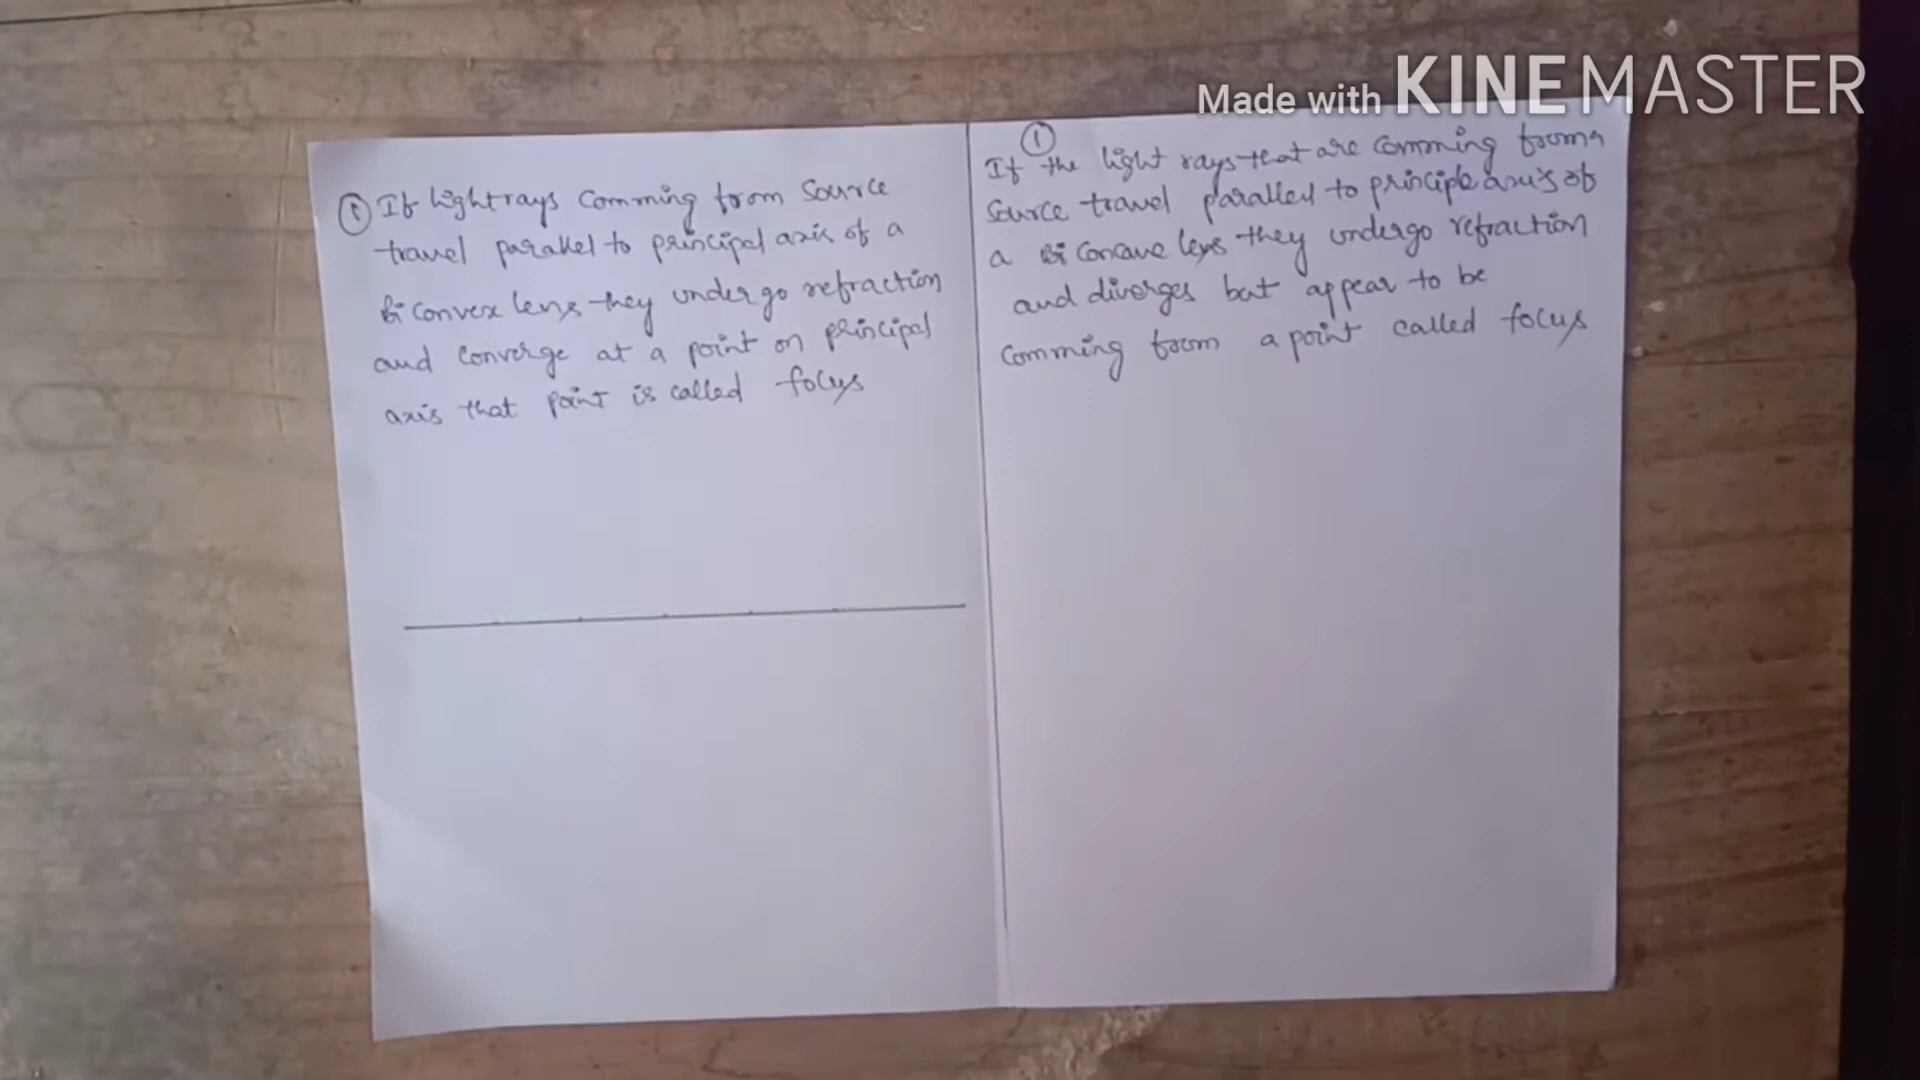 Made with KINEMASTER
① If light rays comming from source
travel parallel to principal axis of a
Bi convex lens they undergo refraction
and converge at a point on principal
axis that point is called focus
①
If the light rays that are comming from a
source travel parallel to principle axis of
a Bi concave lens they undergo refraction
and diverges but appear to be
comming from a point called focus